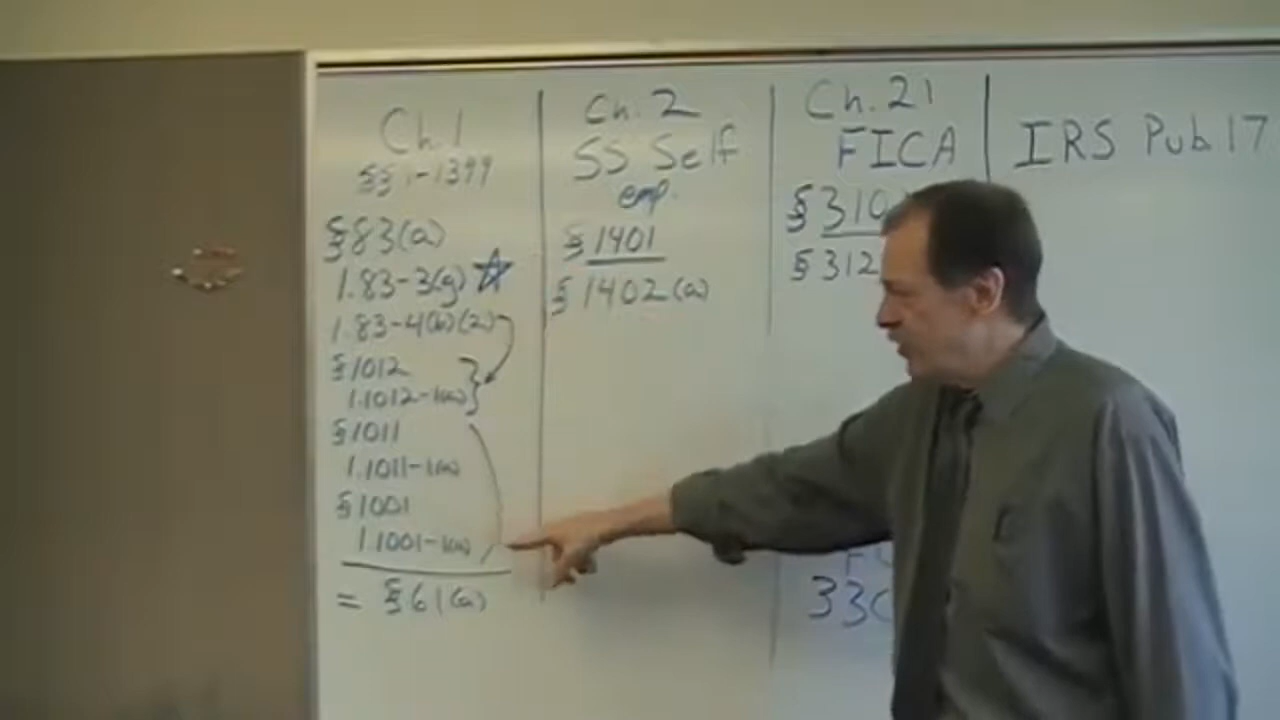 Ch.1
§§1-1399
§83(a)
1.83-3(g)
1.83-4(b)(2)
§1012
1.1012-1(a)
§1011
1.1011-1(a)
§1001
1.1001-1(a)
= §61(a)
Ch. 2
SS Self
emp.
§1401
§1402(a)
Ch.21
FICA
§310
§312
33
IRS Pub 17